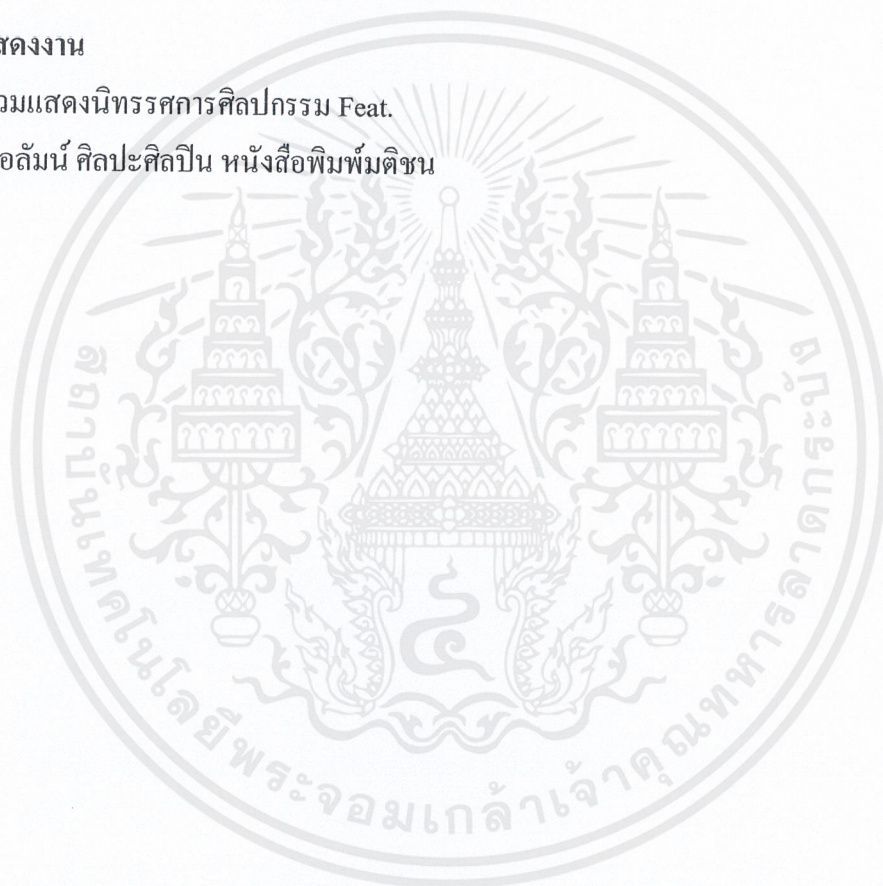 สดงงาน
วมแสดงนิทรรศการศิลปกรรม Feat.
อลัมน์ ศิลปะศิลปิน หนังสือพิมพ์มติชน
สถาบันเทคโนโลยีพระจอมเกล้าเจ้าคุณทหารลาดกระบัง
๔